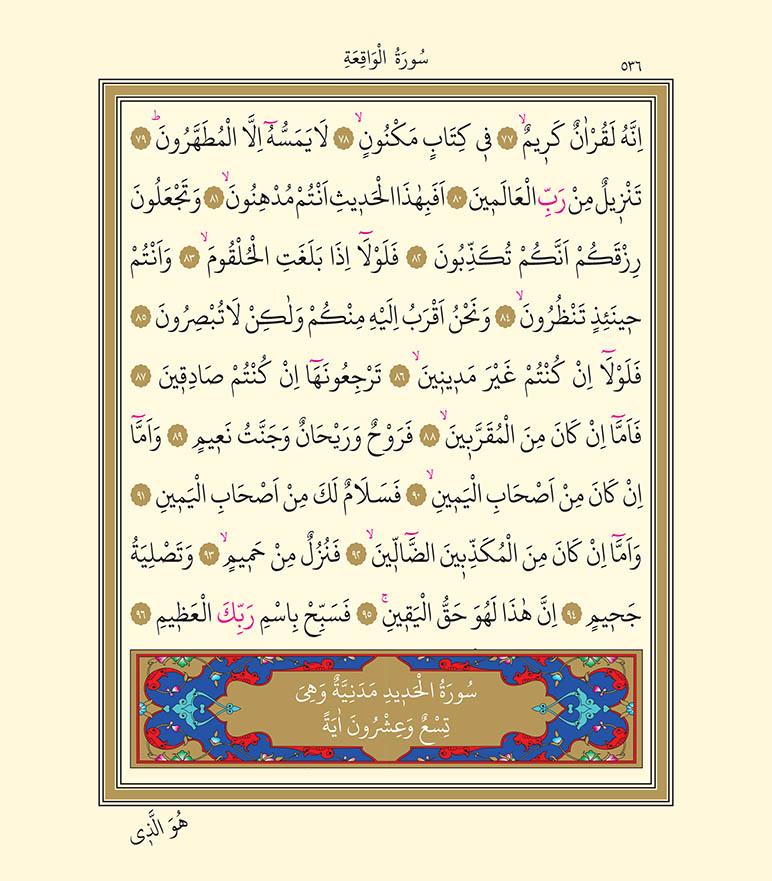 سُورَةُ الْوَاقِعَةِ ٥٣٦
اِنَّهُ لَقُرْاٰنٌ كَر۪يمٌۙ ٧٧ ف۪ي كِتَابٍ مَكْنُونٍۙ ٧٨ لَا يَمَسُّهُٓ اِلَّا الْمُطَهَّرُونَۜ ٧٩
تَنْز۪يلٌ مِنْ رَبِّ الْعَالَم۪ينَ ٨٠ اَفَبِهٰذَا الْحَد۪يثِ اَنْتُمْ مُدْهِنُونَۙ ٨١ وَتَجْعَلُونَ
رِزْقَكُمْ اَنَّكُمْ تُكَذِّبُونَ ٨٢ فَلَوْلَٓا اِذَا بَلَغَتِ الْحُلْقُومَۙ ٨٣ وَاَنْتُمْ
ح۪ينَئِذٍ تَنْظُرُونَۙ ٨٤ وَنَحْنُ اَقْرَبُ اِلَيْهِ مِنْكُمْ وَلٰكِنْ لَا تُبْصِرُونَ ٨٥
فَلَوْلَٓا اِنْ كُنْتُمْ غَيْرَ مَد۪ين۪ينَۙ ٨٦ تَرْجِعُونَهَٓا اِنْ كُنْتُمْ صَادِق۪ينَ ٨٧
فَاَمَّٓا اِنْ كَانَ مِنَ الْمُقَرَّب۪ينَۙ ٨٨ فَرَوْحٌ وَرَيْحَانٌ وَجَنَّتُ نَع۪يمٍ ٨٩ وَاَمَّٓا
اِنْ كَانَ مِنْ اَصْحَابِ الْيَم۪ينِۙ ٩٠ فَسَلَامٌ لَكَ مِنْ اَصْحَابِ الْيَم۪ينِ ٩١
وَاَمَّٓا اِنْ كَانَ مِنَ الْمُكَذِّب۪ينَ الضَّٓالّ۪ينَۙ ٩٢ فَنُزُلٌ مِنْ حَم۪يمٍۙ ٩٣ وَتَصْلِيَةُ
جَح۪يمٍ ٩٤ اِنَّ هٰذَا لَهُوَ حَقُّ الْيَق۪ينِۚ ٩٥ فَسَبِّحْ بِاسْمِ رَبِّكَ الْعَظ۪يمِ ٩٦
سُورَةُ الْحَد۪يدِ مَدَنِيَّةٌ وَهِيَ
تِسْعٌ وَعِشْرُونَ اٰيَةً
هُوَ الَّذ۪ي